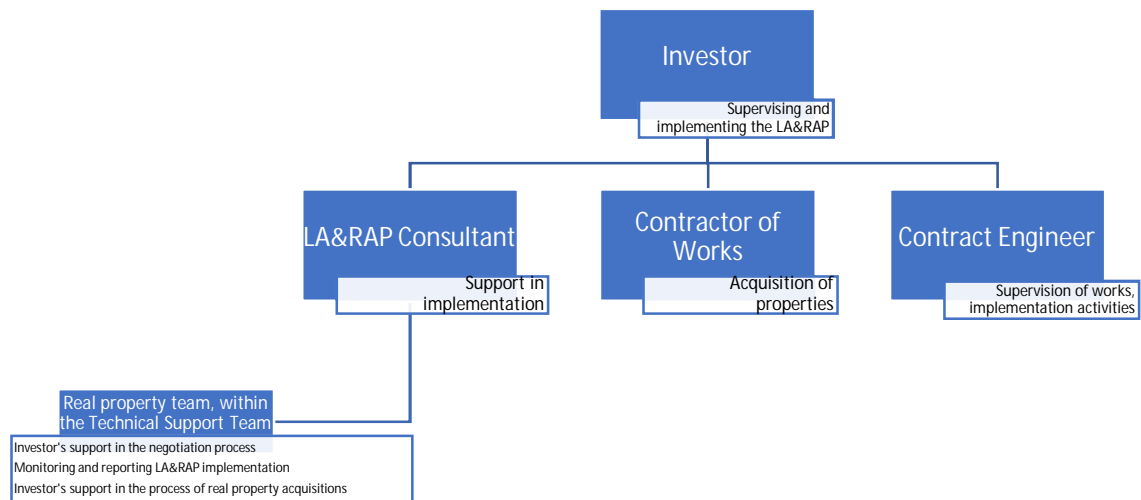 Investor
Supervising and
implementing the LA&RAP
LA&RAP Consultant
Support in
implementation
Contractor of
Works
Acquisition of
properties
Contract Engineer
Supervision of works,
implementation activities
Real property team, within
the Technical Support Team
Investor's support in the negotiation process
Monitoring and reporting LA&RAP implementation
Investor's support in the process of real property acquisitions